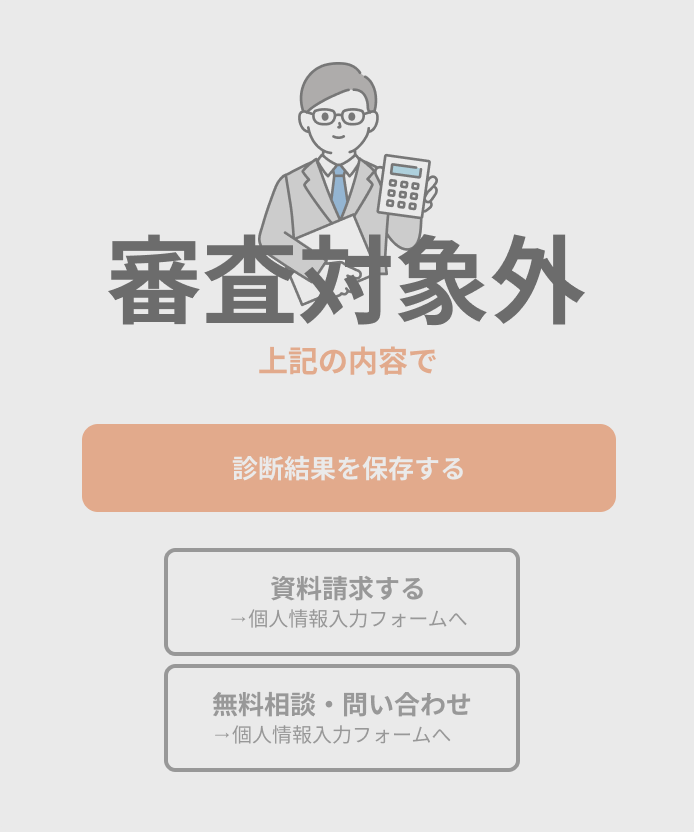 審査対象外
上記の内容で
診断結果を保存する
資料請求する
→個人情報入力フォームへ
無料相談・問い合わせ
→個人情報入力フォームへ